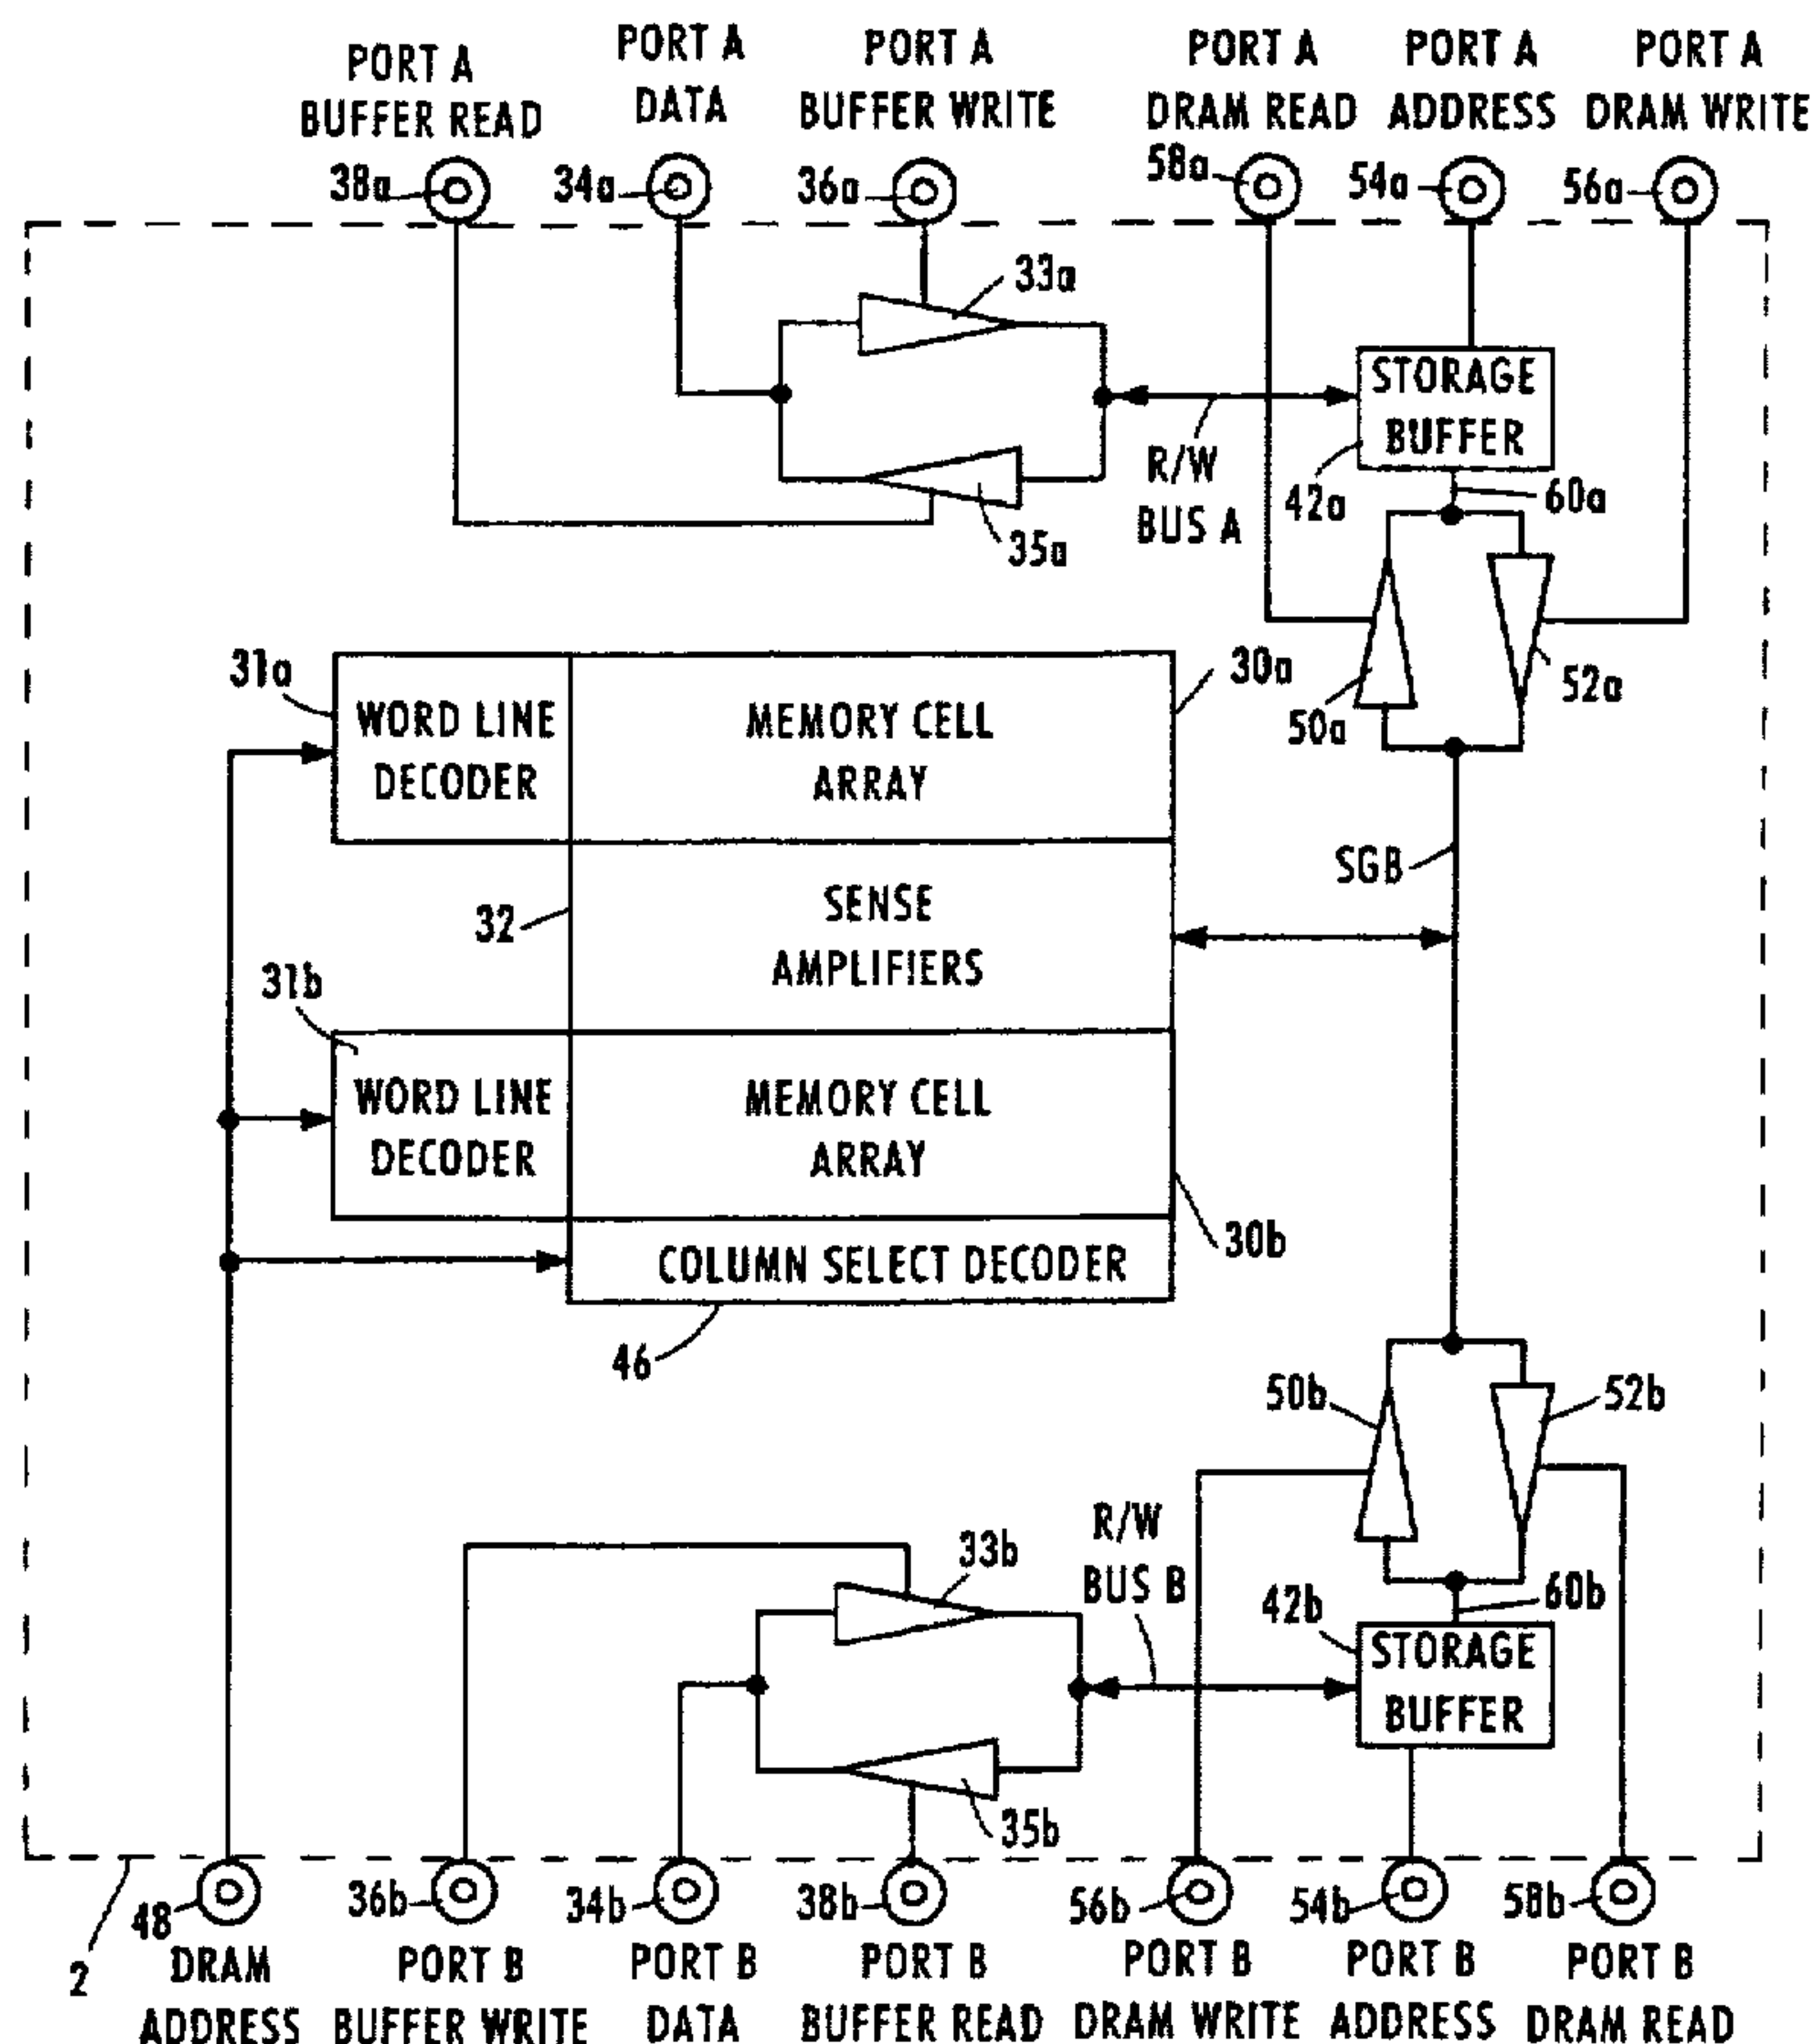 PORT A
BUFFER READ
PORT A
DATA
PORT A
BUFFER WRITE
PORT A
DRAM READ
PORT A
ADDRESS
PORT A
DRAM WRITE
38a
34a
36a
58a
54a
56a
33a
35a
R/W
BUS A
STORAGE
BUFFER
42a
60a
50a
52a
31a
WORD LINE
DECODER
MEMORY CELL
ARRAY
30a
SGB
32
SENSE
AMPLIFIERS
31b
WORD LINE
DECODER
MEMORY CELL
ARRAY
30b
COLUMN SELECT DECODER
46
50b
52b
R/W
BUS B
33b
35b
42b
60b
STORAGE
BUFFER
2
48
36b
34b
38b
56b
54b
58b
DRAM
ADDRESS
PORT B
BUFFER WRITE
PORT B
DATA
PORT B
BUFFER READ
PORT B
DRAM WRITE
PORT B
ADDRESS
PORT B
DRAM READ